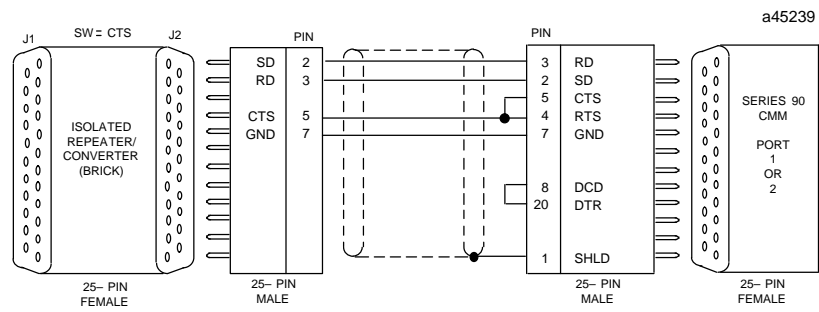 a45239
J1
SW = CTS
J2
PIN
PIN
SD 2
RD 3
CTS 5
GND 7
3 RD
2 SD
5 CTS
4 RTS
7 GND
8 DCD
20 DTR
1 SHLD
ISOLATED
REPEATER/
CONVERTER
(BRICK)
SERIES 90
CMM
PORT
1
OR
2
25– PIN
FEMALE
25– PIN
MALE
25– PIN
MALE
25– PIN
FEMALE